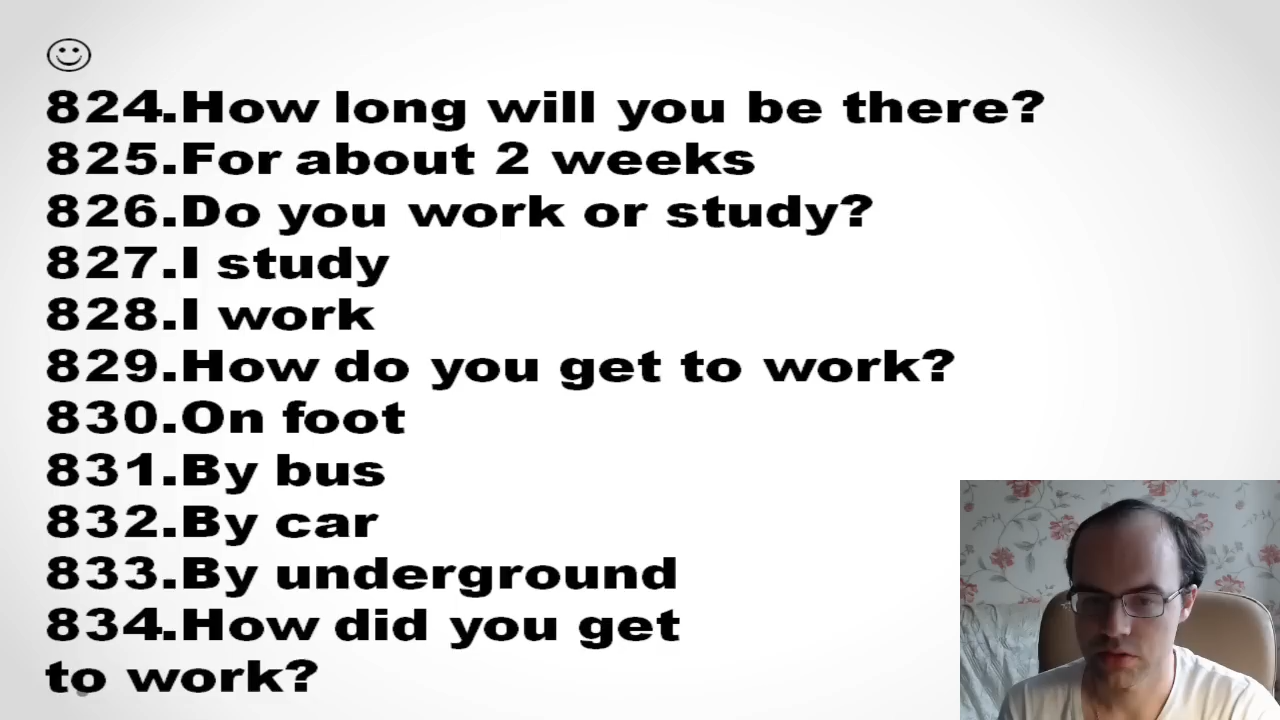 824.How long will you be there?
825.For about 2 weeks
826.Do you work or study?
827.I study
828.I work
829.How do you get to work?
830.On foot
831.By bus
832.By car
833.By underground
834.How did you get
to work?